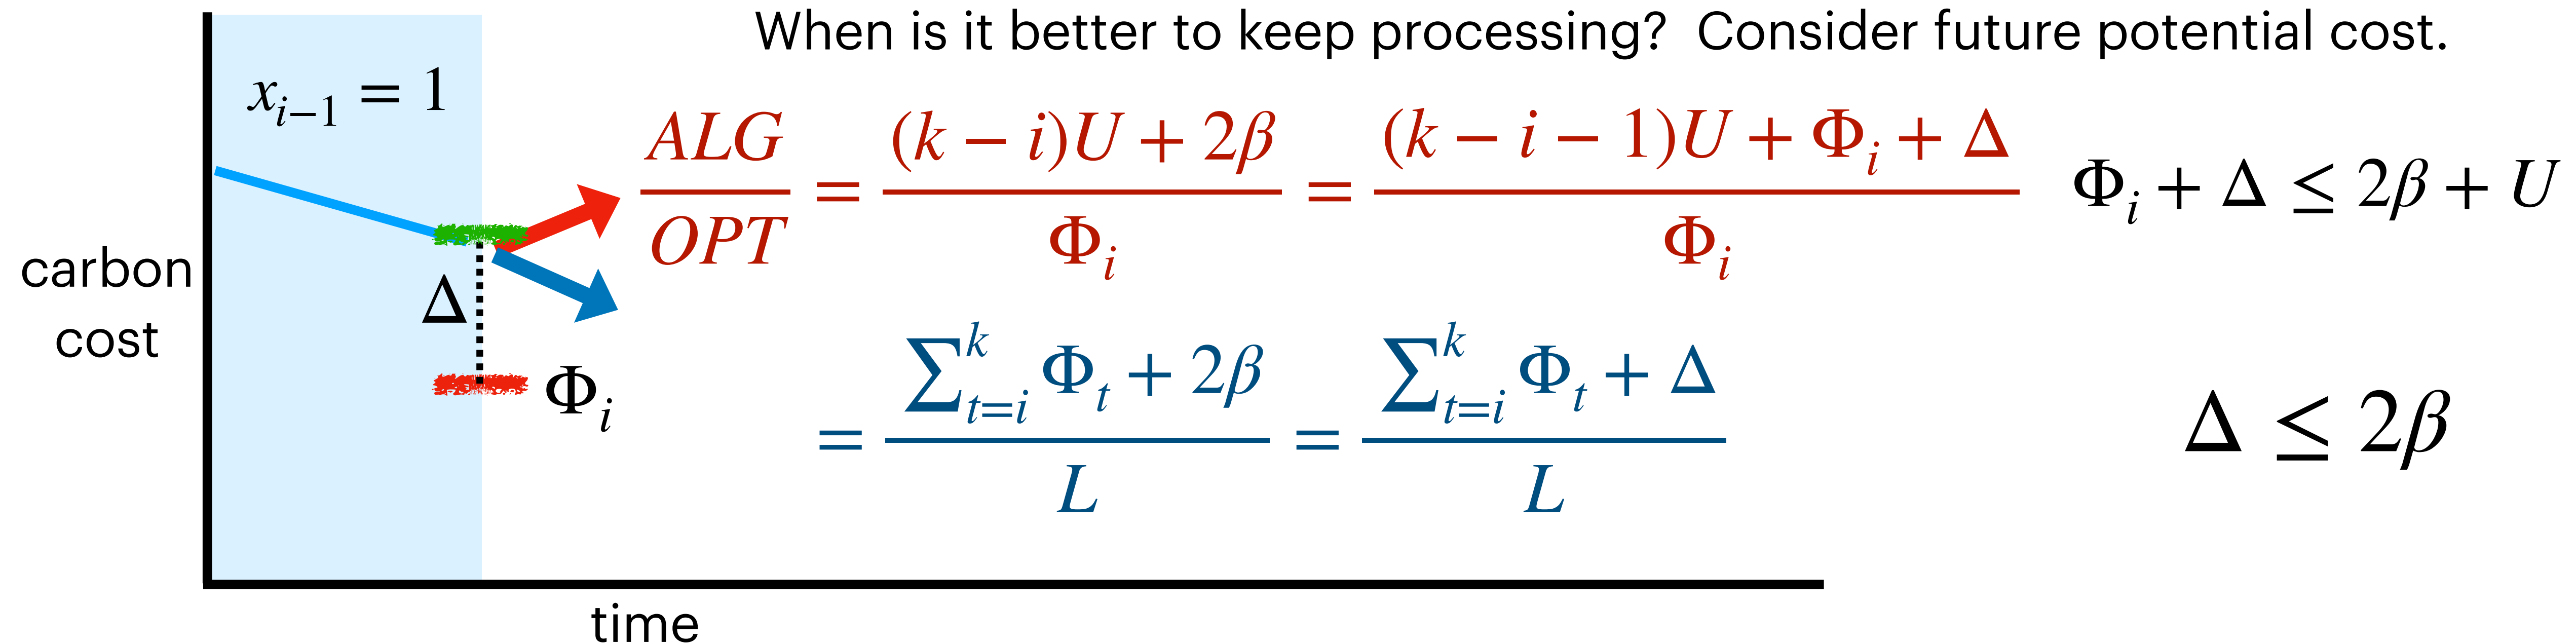 When is it better to keep processing?  Consider future potential cost.
x_{i−1} = 1
ALG/OPT = ((k − i)U + 2β)/Φ_i = ((k − i − 1)U + Φ_i + Δ)/Φ_i
Φ_i + Δ ≤ 2β + U
carbon
cost
Δ
Φ_i
= (∑_{t=i}^{k} Φ_t + 2β)/L = (∑_{t=i}^{k} Φ_t + Δ)/L
Δ ≤ 2β
time